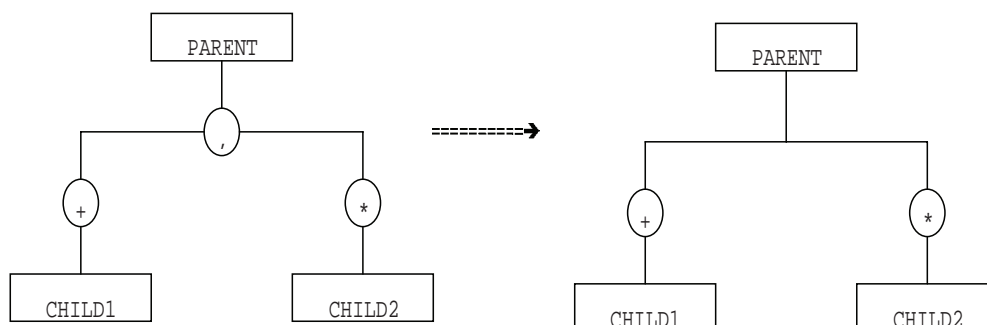 PARENT
PARENT
,
+
*
+
*
CHILD1
CHILD2
CHILD1
CHILD2